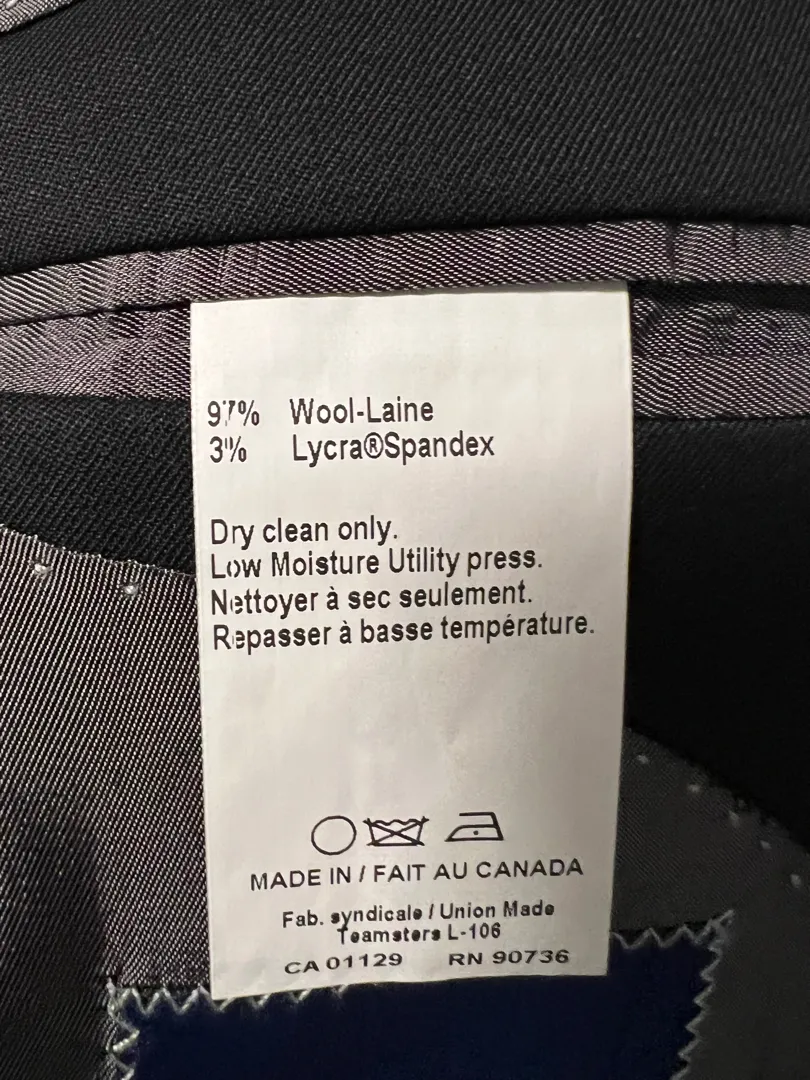 97% Wool-Laine
3% Lycra®Spandex
Dry clean only.
Low Moisture Utility press.
Nettoyer à sec seulement.
Repasser à basse température.
MADE IN / FAIT AU CANADA
Fab. syndicale / Union Made
Teamsters L-106
CA 01129 RN 90736